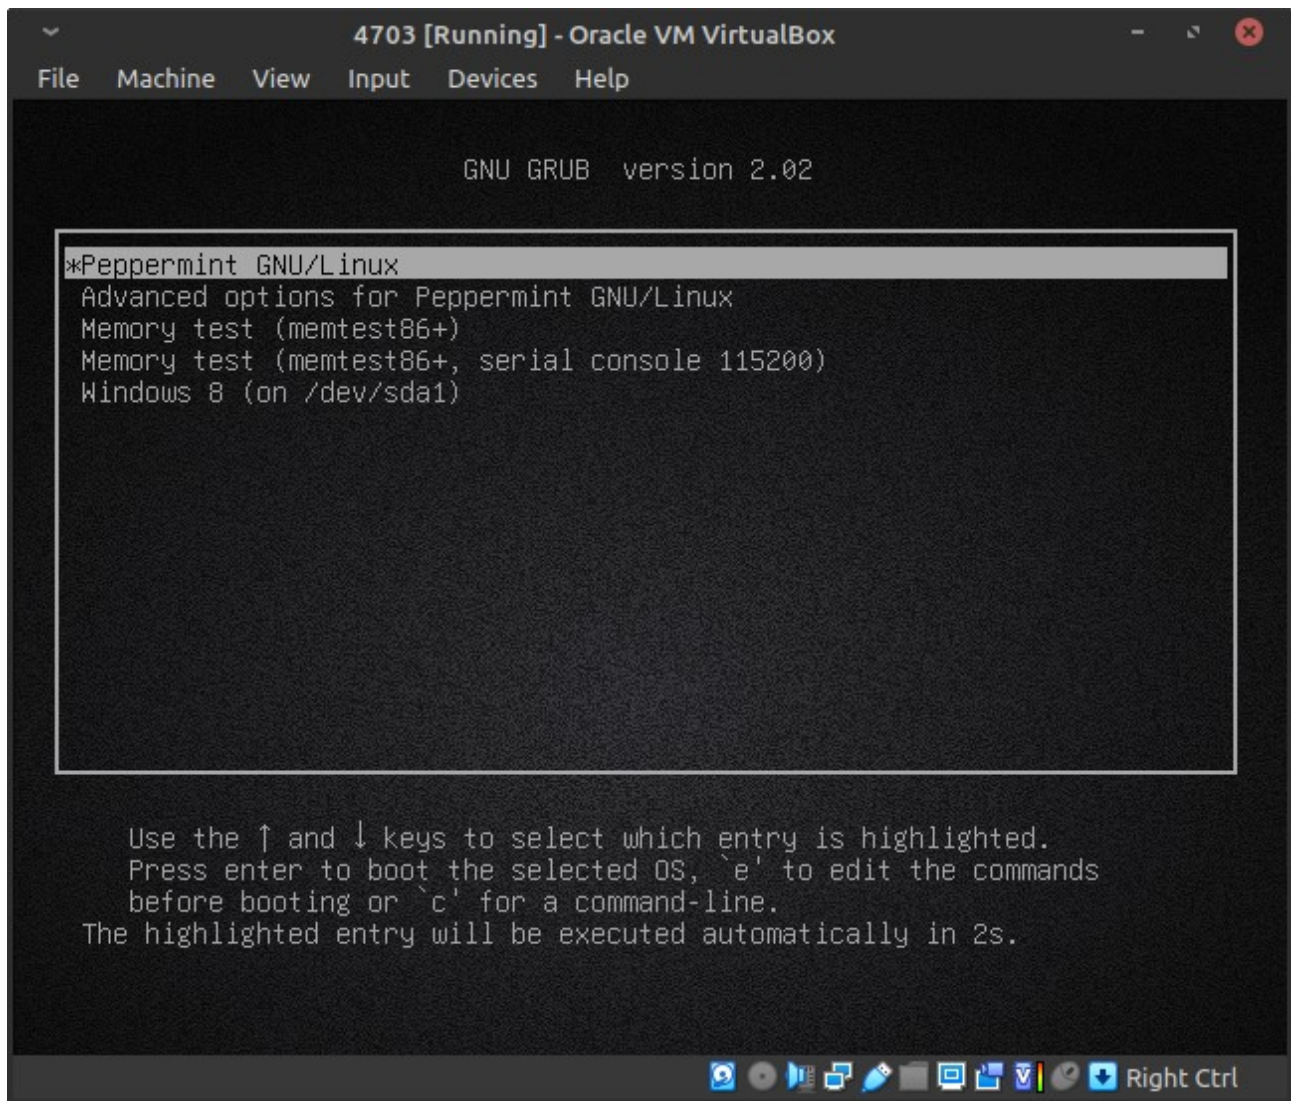 4703 [Running] - Oracle VM VirtualBox
File Machine View Input Devices Help
GNU GRUB version 2.02
*Peppermint GNU/Linux
Advanced options for Peppermint GNU/Linux
Memory test (memtest86+)
Memory test (memtest86+, serial console 115200)
Windows 8 (on /dev/sda1)
Use the ↑ and ↓ keys to select which entry is highlighted.
Press enter to boot the selected OS, `e' to edit the commands
before booting or `c' for a command-line.
The highlighted entry will be executed automatically in 2s.
Right Ctrl